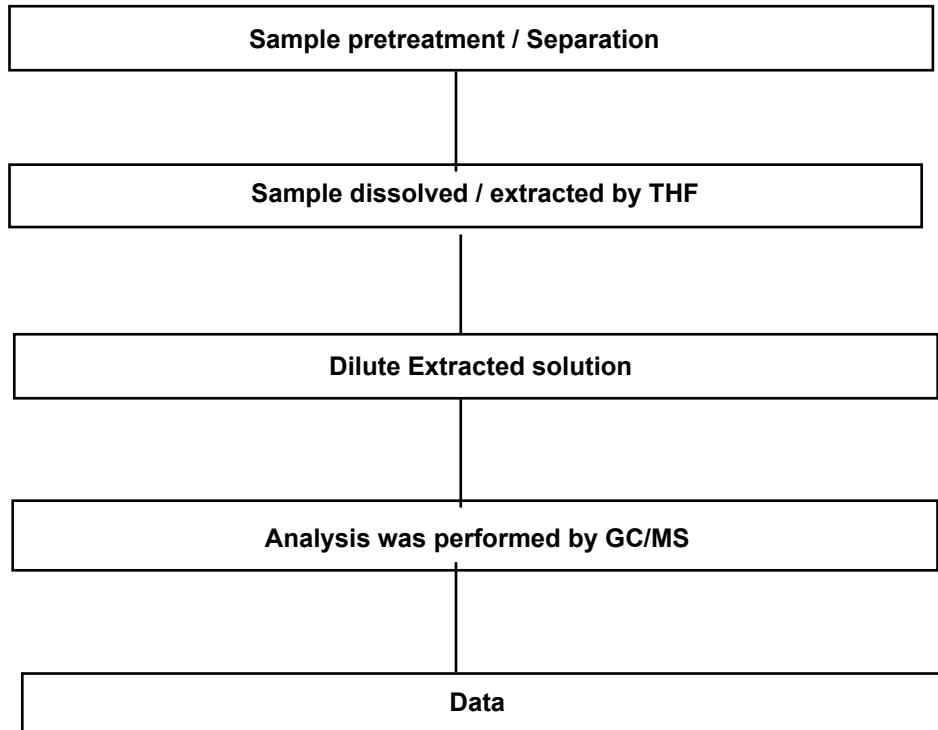 Sample pretreatment / Separation
Sample dissolved / extracted by THF
Dilute Extracted solution
Analysis was performed by GC/MS
Data